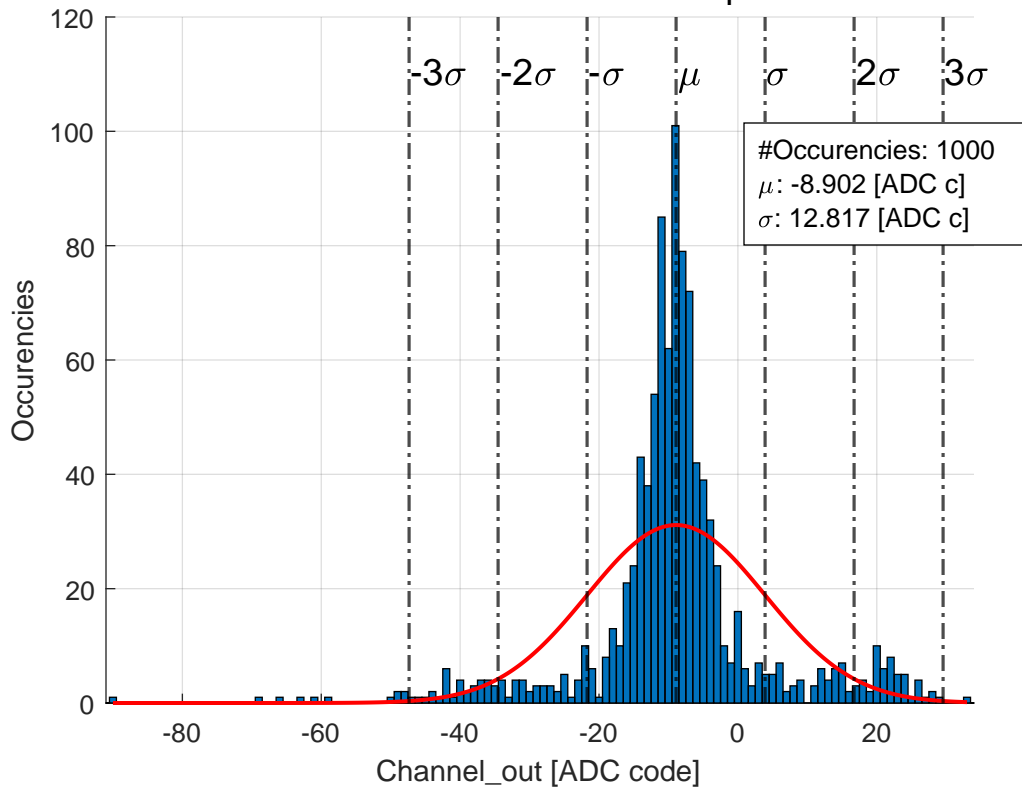 120
-3σ
-2σ
-σ
μ
σ
2σ
3σ
100
#Occurencies: 1000
μ: -8.902 [ADC c]
σ: 12.817 [ADC c]
80
60
40
20
0
Occurencies
-80
-60
-40
-20
0
20
Channel_out [ADC code]